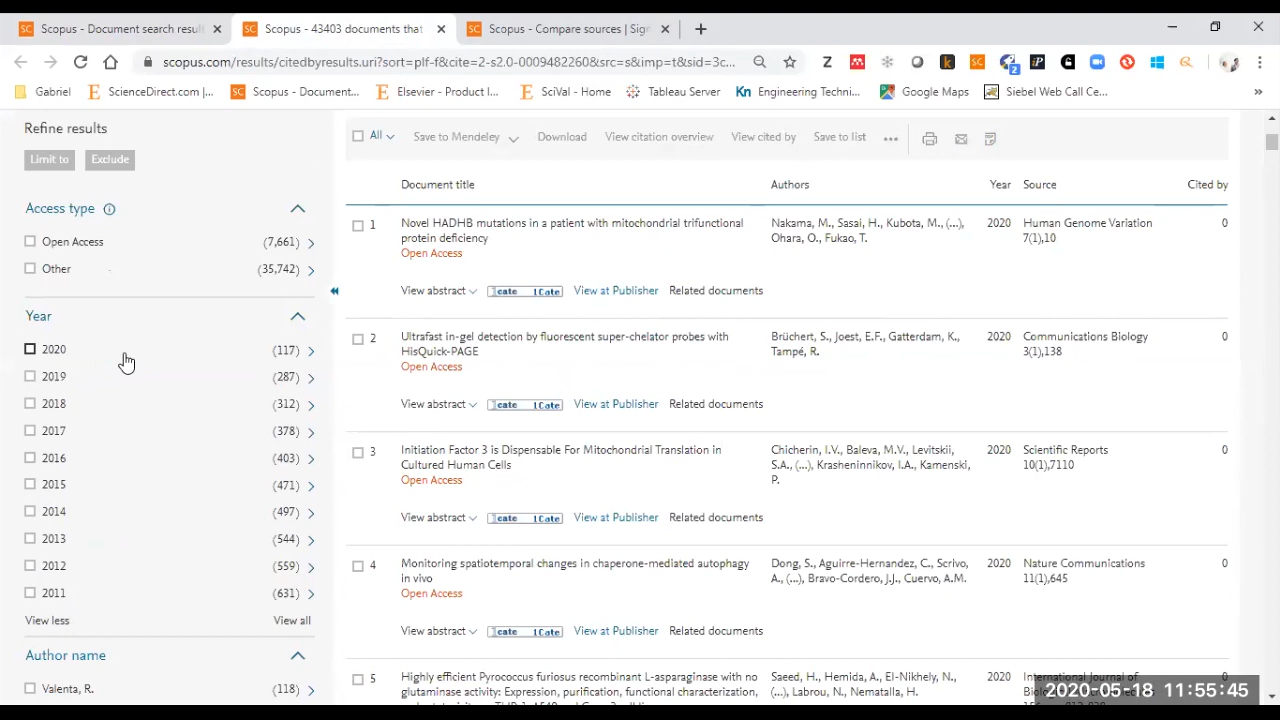 Scopus - Document search result
Scopus - 43403 documents that
Scopus - Compare sources | Sig
scopus.com/results/citedbyresults.uri?sort=plf-f&cite=2-s2.0-0009482260&src=s&imp=t&sid=3c...
Gabriel
ScienceDirect.com |...
Scopus - Document...
Elsevier - Product I...
SciVal - Home
Tableau Server
Kn Engineering Techni...
Google Maps
Siebel Web Call Ce...
Refine results
Limit to Exclude
Access type
Open Access (7,661)
Other (35,742)
Year
2020 (117)
2019 (287)
2018 (312)
2017 (378)
2016 (403)
2015 (471)
2014 (497)
2013 (544)
2012 (559)
2011 (631)
View less View all
Author name
Valenta, R. (118)
All Save to Mendeley Download View citation overview View cited by Save to list ...
Document title Authors Year Source Cited by
1 Novel HADHB mutations in a patient with mitochondrial trifunctional Nakama, M., Sasai, H., Kubota, M., (...), 2020 Human Genome Variation 0
protein deficiency Ohara, O., Fukao, T. 7(1),10
Open Access
View abstract 1Cate View at Publisher Related documents
2 Ultrafast in-gel detection by fluorescent super-chelator probes with Brüchert, S., Joest, E.F., Gatterdam, K., 2020 Communications Biology 0
HisQuick-PAGE Tampé, R. 3(1),138
Open Access
View abstract 1Cate View at Publisher Related documents
3 Initiation Factor 3 is Dispensable For Mitochondrial Translation in Chicherin, I.V., Baleva, M.V., Levitskii, 2020 Scientific Reports 0
Cultured Human Cells S.A., (...), Krasheninnikov, I.A., Kamenski, 10(1),7110
Open Access P.
View abstract 1Cate View at Publisher Related documents
4 Monitoring spatiotemporal changes in chaperone-mediated autophagy Dong, S., Aguirre-Hernandez, C., Scrivo, 2020 Nature Communications 0
in vivo A., (...), Bravo-Cordero, J.J., Cuervo, A.M. 11(1),645
Open Access
View abstract 1Cate View at Publisher Related documents
5 Highly efficient Pyrococcus furiosus recombinant L-asparaginase with no Saeed, H., Hemida, A., El-Nikhely, N., 2020 International Journal of
glutaminase activity: Expression, purification, functional characterization, (...), Labrou, N., Nematalla, H.
2020-05-18 11:55:45